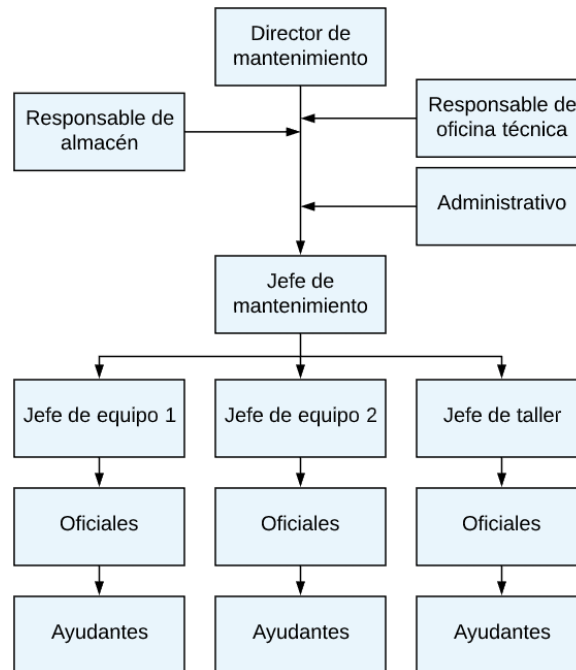 Director de
mantenimiento
Responsable de
almacén
Responsable de
oficina técnica
Administrativo
Jefe de
mantenimiento
Jefe de equipo 1
Jefe de equipo 2
Jefe de taller
Oficiales
Oficiales
Oficiales
Ayudantes
Ayudantes
Ayudantes